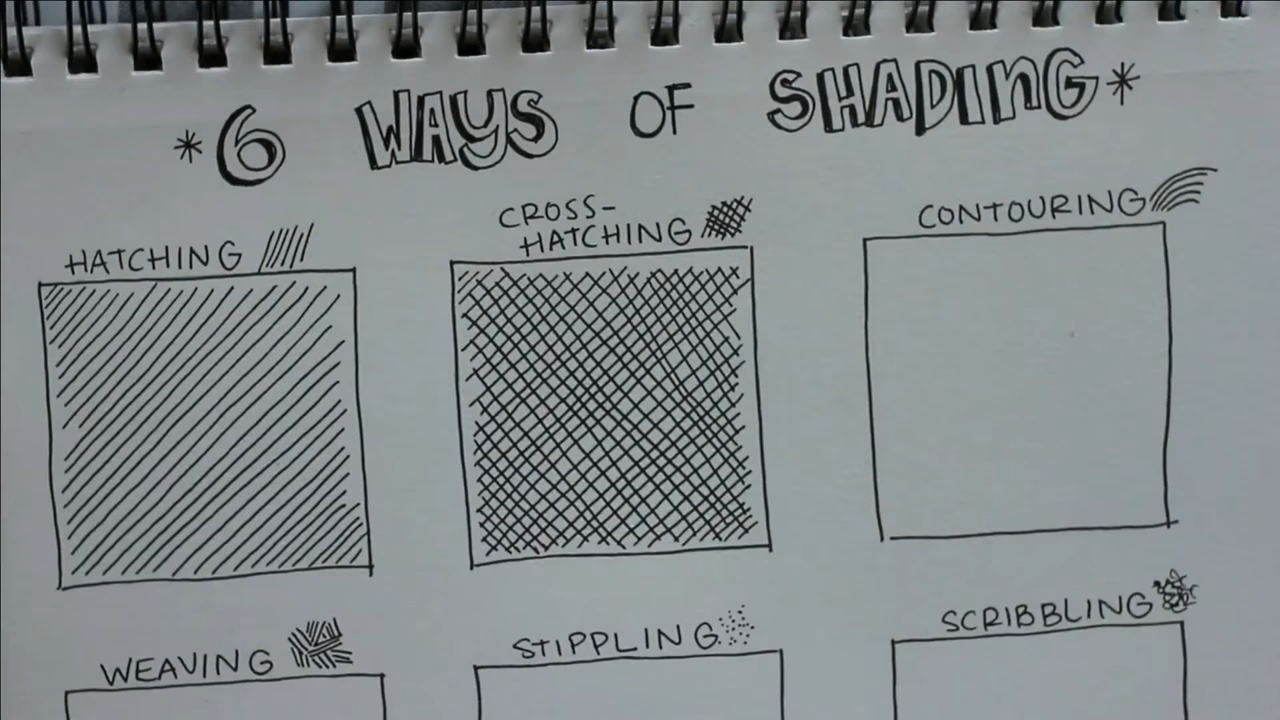 *6 WAYS OF SHADING*
HATCHING
CROSS-
HATCHING
CONTOURING
WEAVING
STIPPLING
SCRIBBLING